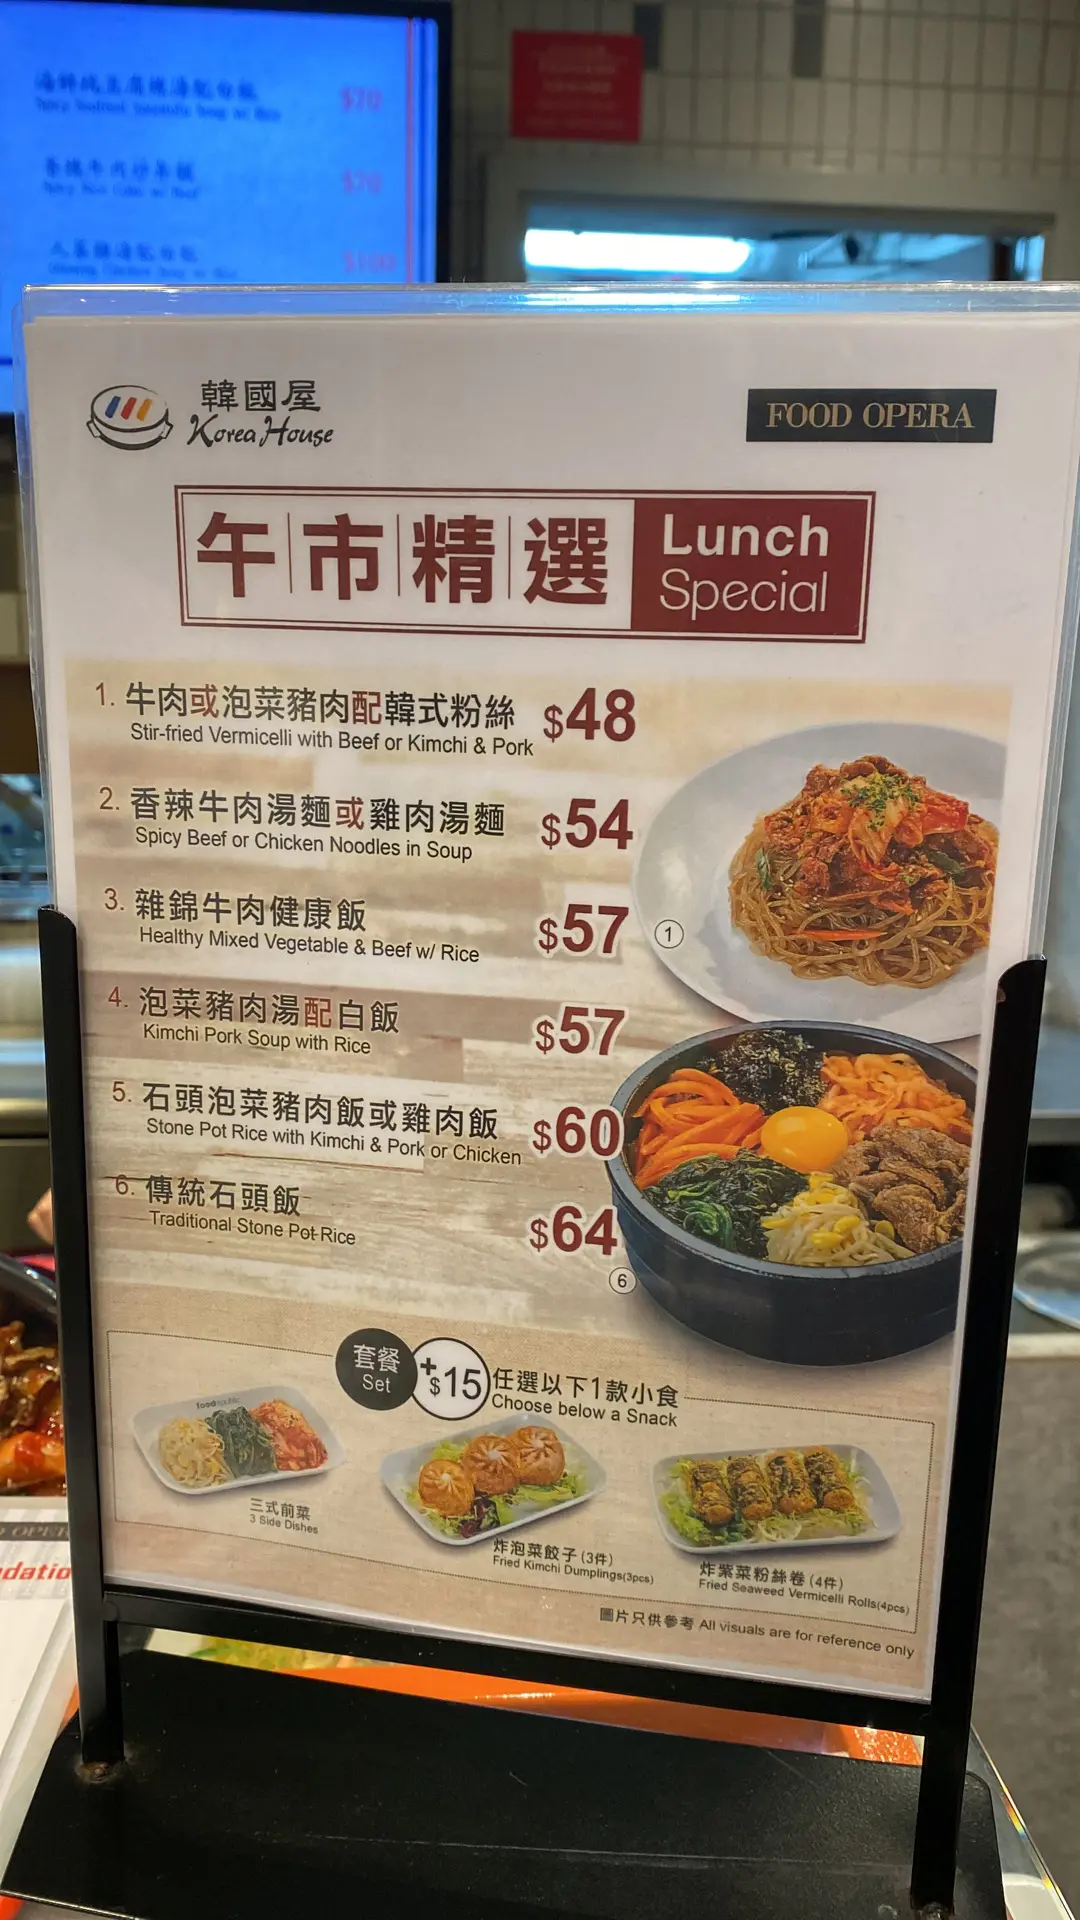 $70
$70
$100
韓國屋
Korea House
FOOD OPERA
午市精選
Lunch
Special
1. 牛肉或泡菜豬肉配韓式粉絲 $48
Stir-fried Vermicelli with Beef or Kimchi & Pork
2. 香辣牛肉湯麵或雞肉湯麵 $54
Spicy Beef or Chicken Noodles in Soup
3. 雜錦牛肉健康飯 $57
Healthy Mixed Vegetable & Beef w/ Rice
1
4. 泡菜豬肉湯配白飯 $57
Kimchi Pork Soup with Rice
5. 石頭泡菜豬肉飯或雞肉飯 $60
Stone Pot Rice with Kimchi & Pork or Chicken
6. 傳統石頭飯 $64
Traditional Stone Pot Rice
6
套餐
Set
+$15
任選以下1款小食
Choose below a Snack
三式前菜
3 Side Dishes
炸泡菜餃子(3件)
Fried Kimchi Dumplings(3pcs)
炸紫菜粉絲卷(4件)
Fried Seaweed Vermicelli Rolls(4pcs)
圖片只供參考 All visuals are for reference only